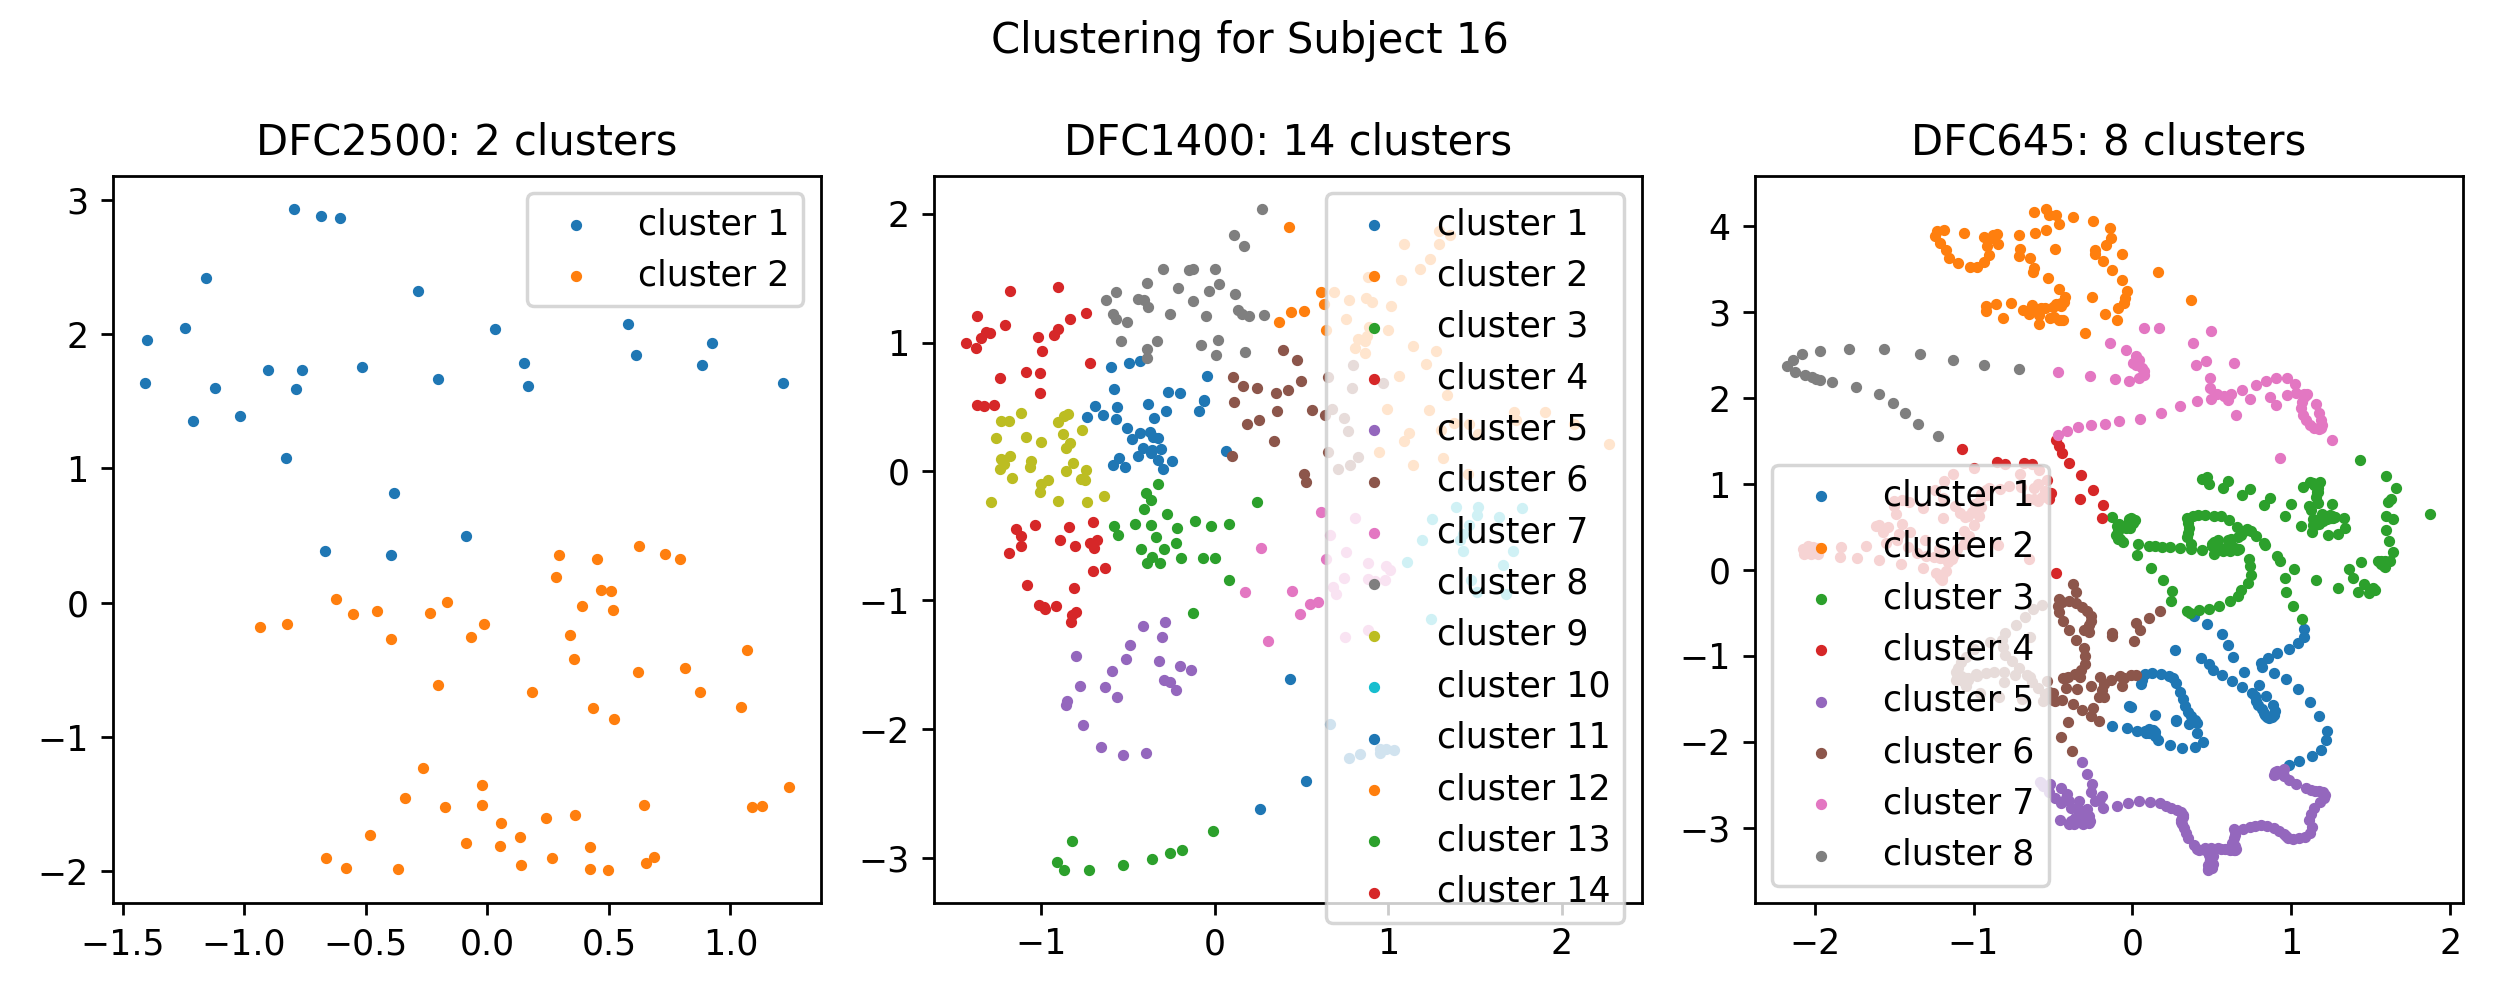 Clustering for Subject 16
DFC2500: 2 clusters
3
2
1
0
−1
−2
−1.5
−1.0
−0.5
0.0
0.5
1.0
cluster 1
cluster 2
DFC1400: 14 clusters
2
1
0
−1
−2
−3
−1
0
1
2
cluster 1
cluster 2
cluster 3
cluster 4
cluster 5
cluster 6
cluster 7
cluster 8
cluster 9
cluster 10
cluster 11
cluster 12
cluster 13
cluster 14
DFC645: 8 clusters
4
3
2
1
0
−1
−2
−3
−2
−1
0
1
2
cluster 1
cluster 2
cluster 3
cluster 4
cluster 5
cluster 6
cluster 7
cluster 8